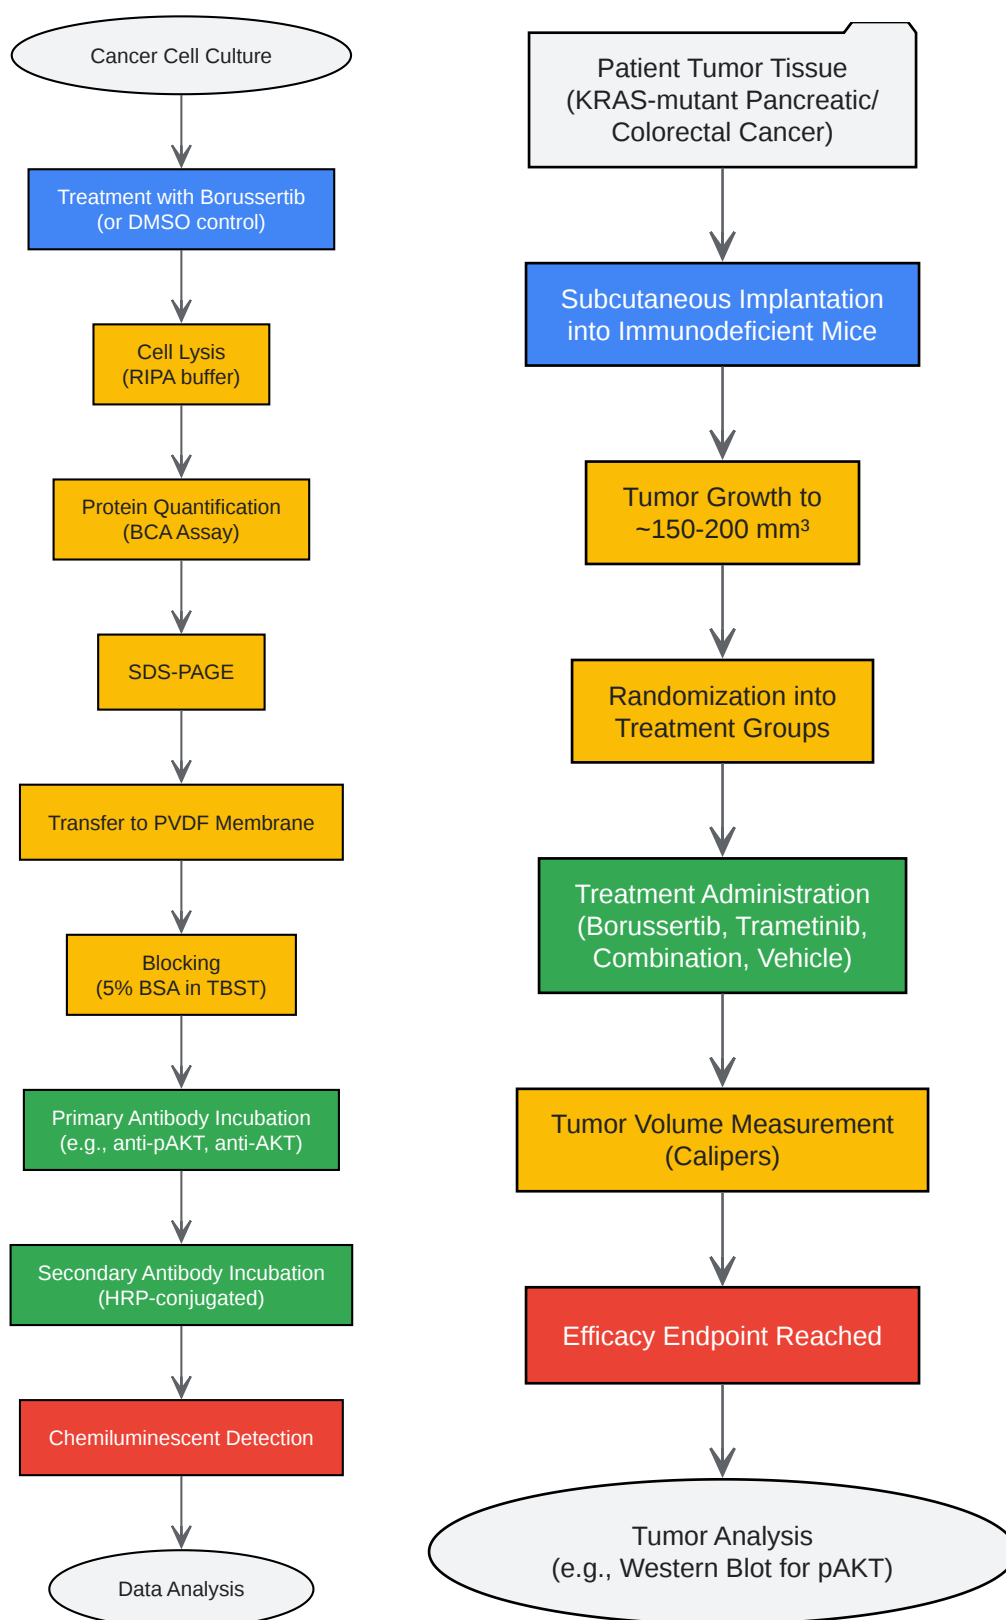 Cancer Cell Culture
Treatment with Borussertib
(or DMSO control)
Cell Lysis
(RIPA buffer)
Protein Quantification
(BCA Assay)
SDS-PAGE
Transfer to PVDF Membrane
Blocking
(5% BSA in TBST)
Primary Antibody Incubation
(e.g., anti-pAKT, anti-AKT)
Secondary Antibody Incubation
(HRP-conjugated)
Chemiluminescent Detection
Data Analysis
Patient Tumor Tissue
(KRAS-mutant Pancreatic/
Colorectal Cancer)
Subcutaneous Implantation
into Immunodeficient Mice
Tumor Growth to
~150-200 mm³
Randomization into
Treatment Groups
Treatment Administration
(Borussertib, Trametinib,
Combination, Vehicle)
Tumor Volume Measurement
(Calipers)
Efficacy Endpoint Reached
Tumor Analysis
(e.g., Western Blot for pAKT)